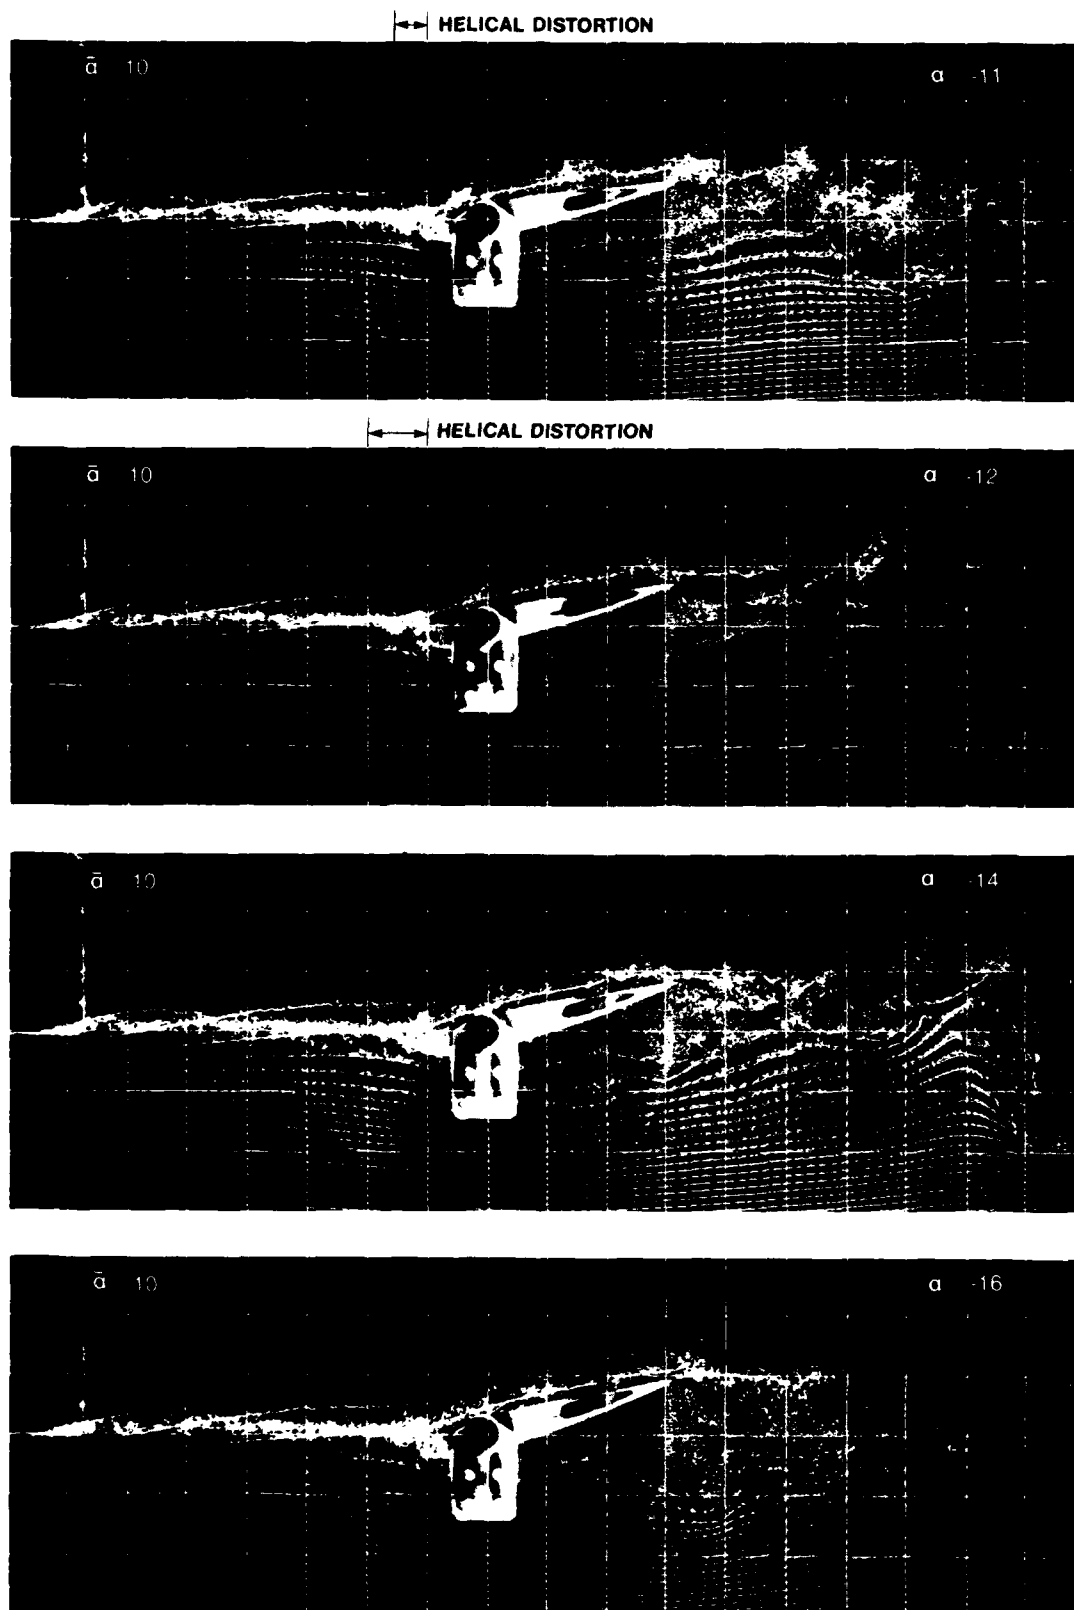 HELICAL DISTORTION
ᾱ 10
α -11
HELICAL DISTORTION
ᾱ 10
α -12
ᾱ 10
α -14
ᾱ 10
α -16